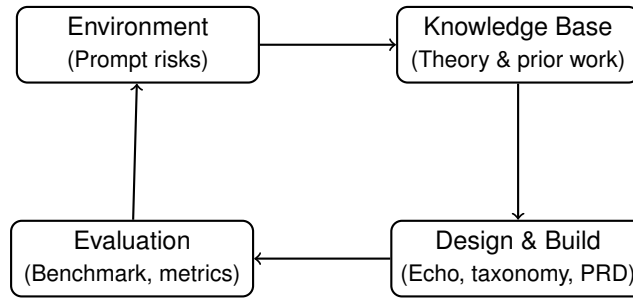 Environment
(Prompt risks)
Knowledge Base
(Theory & prior work)
Evaluation
(Benchmark, metrics)
Design & Build
(Echo, taxonomy, PRD)